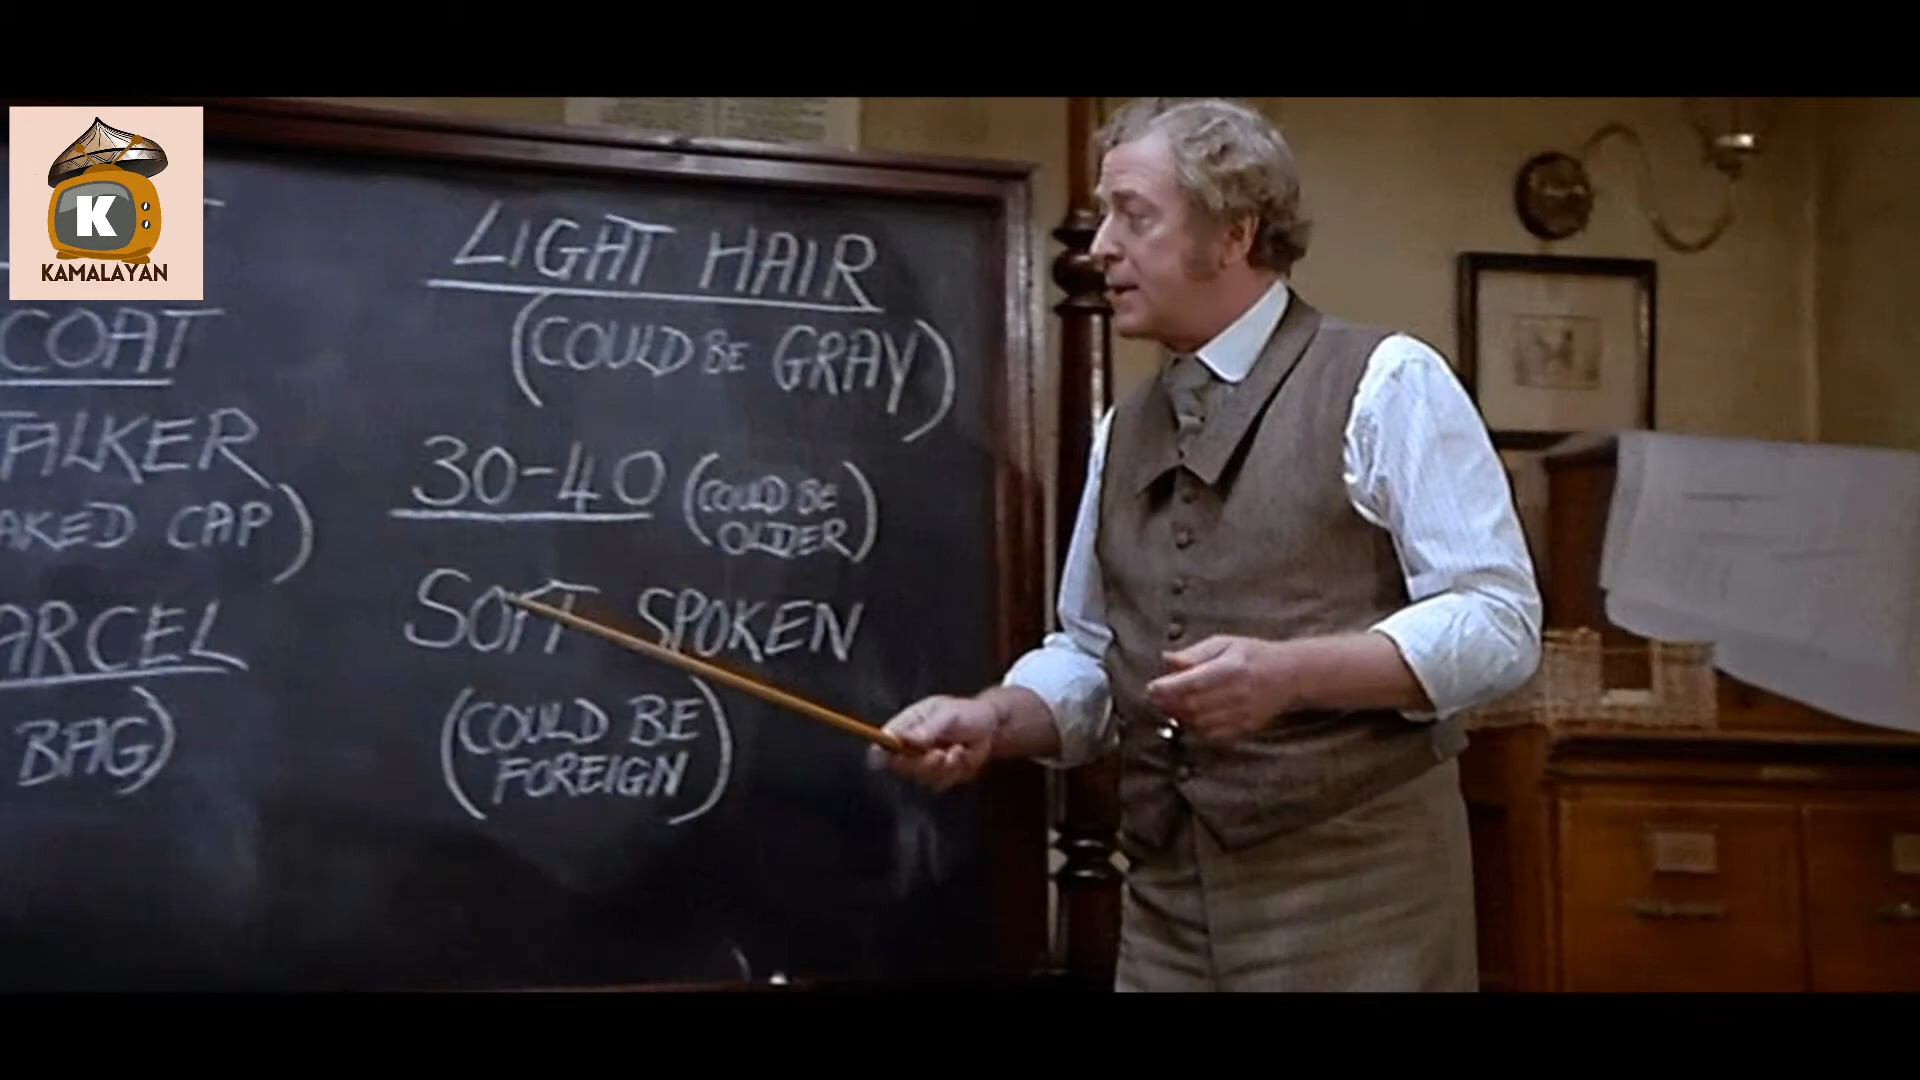 K
KAMALAYAN
COAT
TALKER
AKED CAP)
ARCEL
BAG)
LIGHT HAIR
(COULD BE GRAY)
30-40 (COULD BE
OLDER)
SOFT SPOKEN
(COULD BE
FOREIGN)